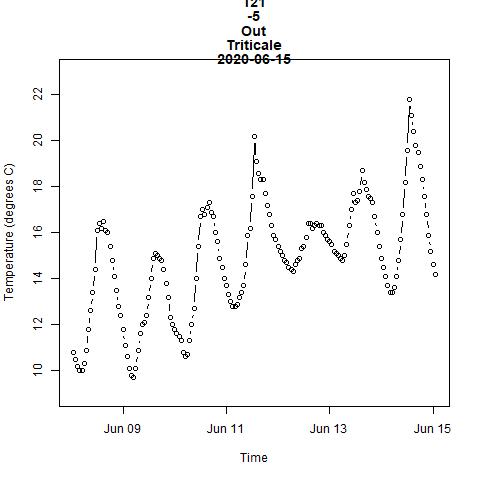 121
-5
Out
Triticale
2020-06-15
22
20
18
16
14
12
10
Temperature (degrees C)
Jun 09
Jun 11
Jun 13
Jun 15
Time